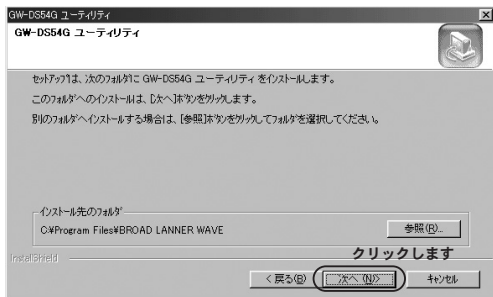 GW-DS54G ユーティリティ
GW-DS54G ユーティリティ
セットアップは、次のフォルダに GW-DS54G ユーティリティ をインストールします。
このフォルダへのインストールは、[次へ]ボタンをクリックします。
別のフォルダへインストールする場合は、[参照]ボタンをクリックしてフォルダを選択してください。
インストール先のフォルダ
C:¥Program Files¥BROAD LANNER WAVE
参照(R)...
クリックします
InstallShield
< 戻る(B)
次へ (N)>
キャンセル